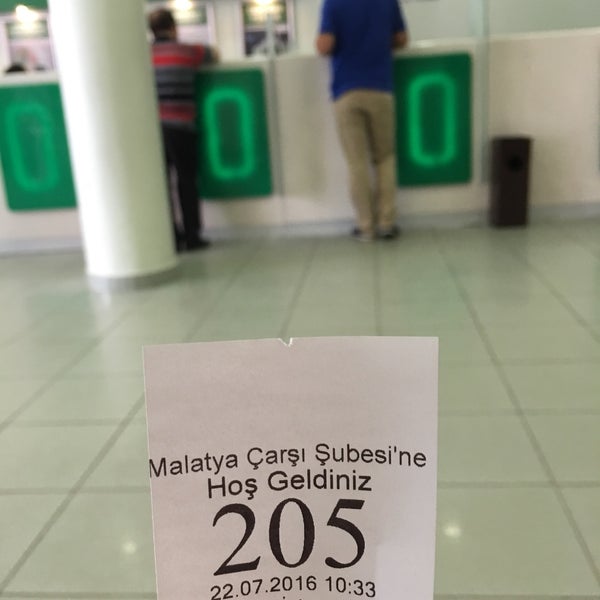 Malatya Çarşı Şubesi'ne
Hoş Geldiniz
205
22.07.2016 10:33